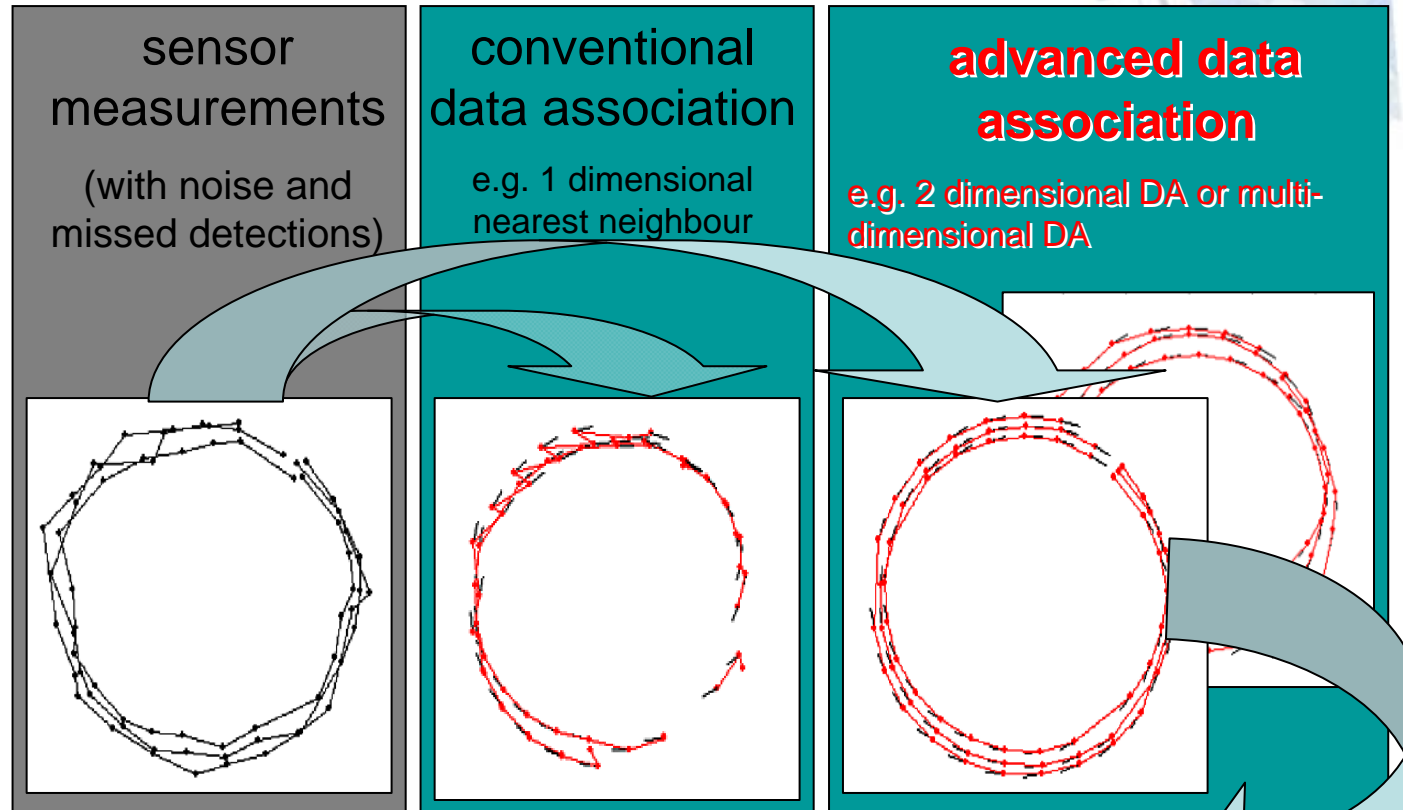 sensor
measurements
(with noise and
missed detections)
conventional
data association
e.g. 1 dimensional
nearest neighbour
advanced data
association
e.g. 2 dimensional DA or multi-
dimensional DA